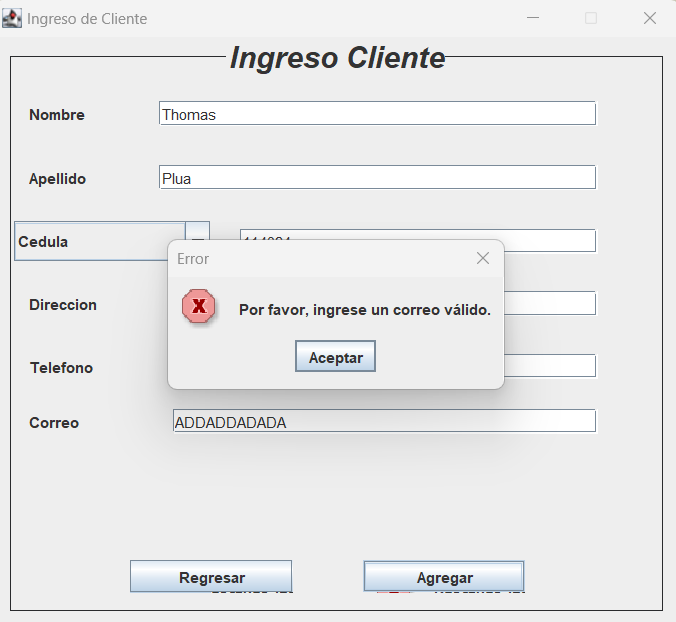 Ingreso de Cliente
Ingreso Cliente
Nombre
Thomas
Apellido
Plua
Cedula
Error
Por favor, ingrese un correo válido.
Aceptar
Direccion
Telefono
Correo
ADDADDADADA
Regresar
Agregar